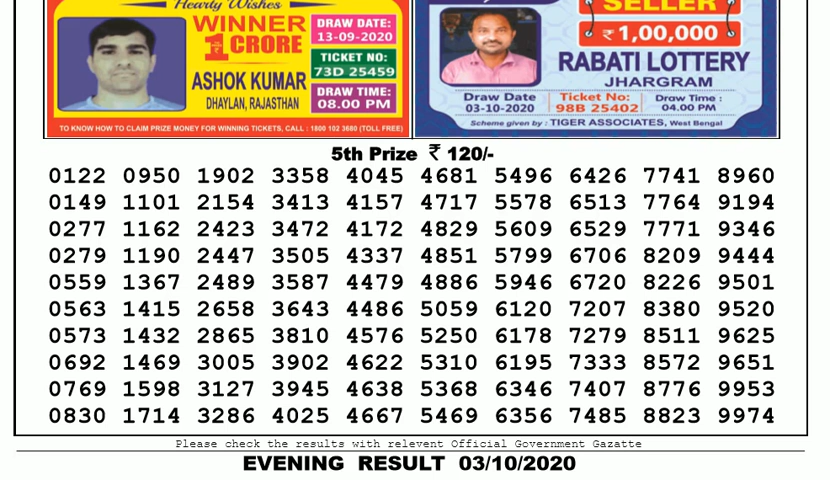 Hearty Wishes
WINNER
₹1 CRORE
ASHOK KUMAR
DHAYLAN, RAJASTHAN
DRAW DATE:
13-09-2020
TICKET NO:
73D 25459
DRAW TIME:
08.00 PM
TO KNOW HOW TO CLAIM PRIZE MONEY FOR WINNING TICKETS, CALL : 1800 102 3680 (TOLL FREE)
SELLER
₹ 1,00,000
RABATI LOTTERY
JHARGRAM
Draw Date
03-10-2020
Ticket No:
98B 25402
Draw Time :
04.00 PM
Scheme given by : TIGER ASSOCIATES, West Bengal
5th Prize ₹ 120/-
0122 0950 1902 3358 4045 4681 5496 6426 7741 8960
0149 1101 2154 3413 4157 4717 5578 6513 7764 9194
0277 1162 2423 3472 4172 4829 5609 6529 7771 9346
0279 1190 2447 3505 4337 4851 5799 6706 8209 9444
0559 1367 2489 3587 4479 4886 5946 6720 8226 9501
0563 1415 2658 3643 4486 5059 6120 7207 8380 9520
0573 1432 2865 3810 4576 5250 6178 7279 8511 9625
0692 1469 3005 3902 4622 5310 6195 7333 8572 9651
0769 1598 3127 3945 4638 5368 6346 7407 8776 9953
0830 1714 3286 4025 4667 5469 6356 7485 8823 9974
Please check the results with relevent Official Government Gazatte
EVENING RESULT 03/10/2020